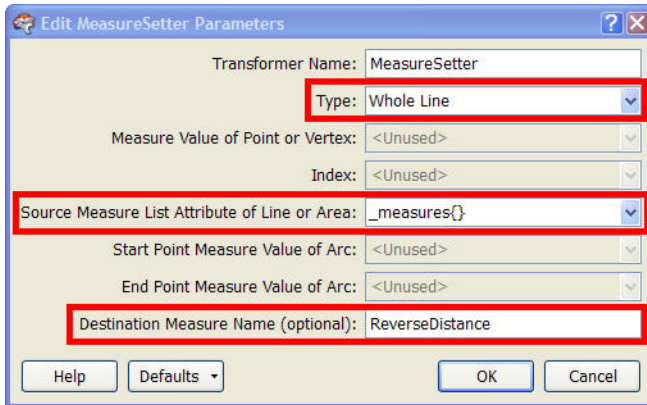 Edit MeasureSetter Parameters
Transformer Name: MeasureSetter
Type: Whole Line
Measure Value of Point or Vertex: <Unused>
Index: <Unused>
Source Measure List Attribute of Line or Area: _measures{}
Start Point Measure Value of Arc: <Unused>
End Point Measure Value of Arc: <Unused>
Destination Measure Name (optional): ReverseDistance
Help Defaults OK Cancel